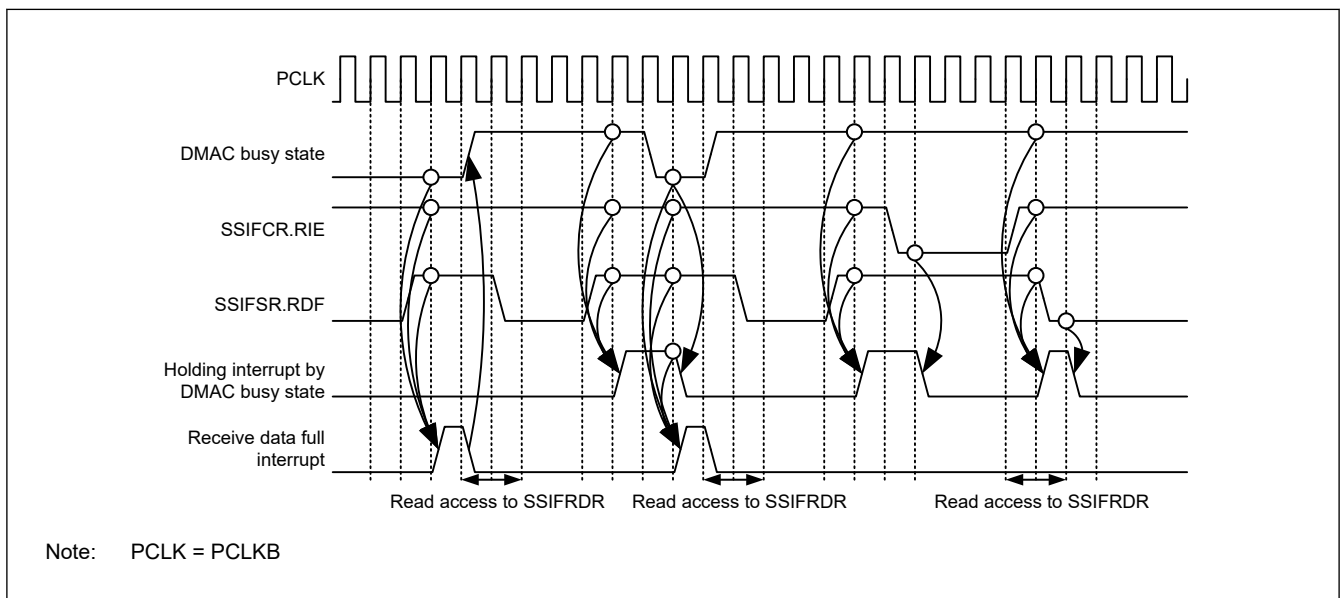 PCLK
DMAC busy state
SSIFCR.RIE
SSIFSR.RDF
Holding interrupt by
DMAC busy state
Receive data full
interrupt
Read access to SSIFRDR
Read access to SSIFRDR
Read access to SSIFRDR
Note: PCLK = PCLKB